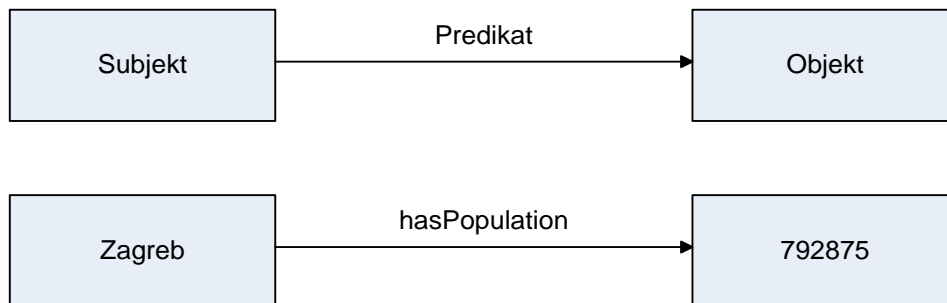 Subjekt
Predikat
Objekt
Zagreb
hasPopulation
792875